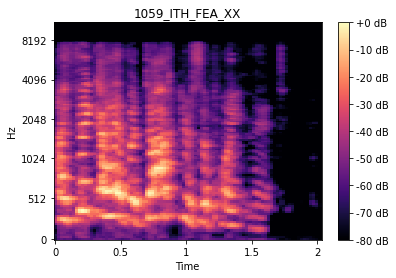 1059_ITH_FEA_XX
+0 dB
8192
-10 dB
4096
-20 dB
-30 dB
2048
Hz
-40 dB
1024
-50 dB
512
-60 dB
-70 dB
0
-80 dB
0
0.5
1
1.5
2
Time